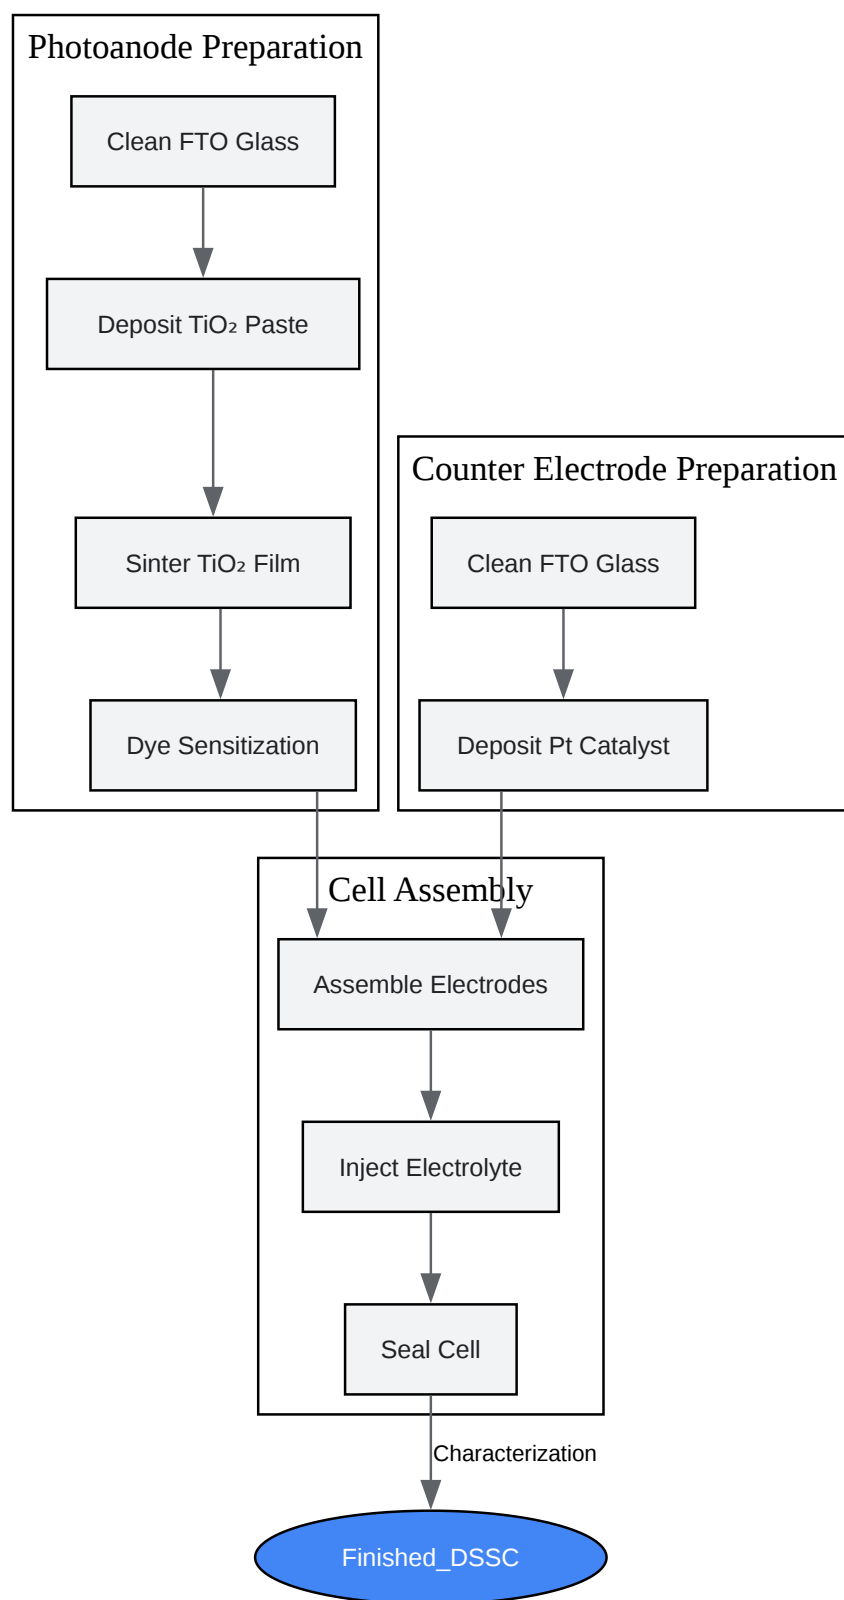 Photoanode Preparation
Clean FTO Glass
Deposit TiO₂ Paste
Sinter TiO₂ Film
Dye Sensitization
Counter Electrode Preparation
Clean FTO Glass
Deposit Pt Catalyst
Cell Assembly
Assemble Electrodes
Inject Electrolyte
Seal Cell
Characterization
Finished_DSSC